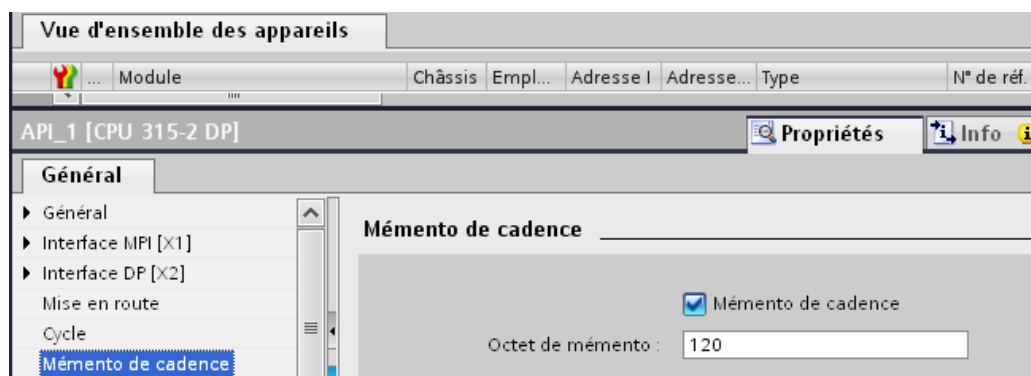 Vue d'ensemble des appareils
... Module Châssis Empl... Adresse I Adresse... Type N° de réf.
API_1 [CPU 315-2 DP] Propriétés Info
Général
Général
Interface MPI [X1]
Interface DP [X2]
Mise en route
Cycle
Mémento de cadence
Mémento de cadence
Mémento de cadence
Octet de mémento : 120